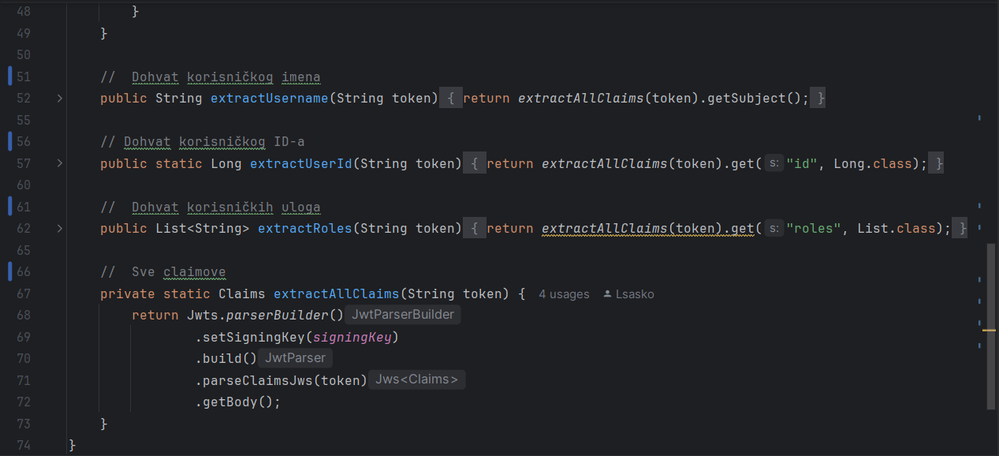 48 }
49 }
50
51 // Dohvat korisničkog imena
52 public String extractUsername(String token) { return extractAllClaims(token).getSubject(); }
55
56 // Dohvat korisničkog ID-a
57 public static Long extractUserId(String token) { return extractAllClaims(token).get( s: "id", Long.class); }
60
61 // Dohvat korisničkih uloga
62 public List<String> extractRoles(String token) { return extractAllClaims(token).get( s: "roles", List.class); }
65
66 // Sve claimove
67 private static Claims extractAllClaims(String token) { 4 usages Lsasko
68 return Jwts.parserBuilder() JwtParserBuilder
69 .setSigningKey(signingKey)
70 .build() JwtParser
71 .parseClaimsJws(token) Jws<Claims>
72 .getBody();
73 }
74 }